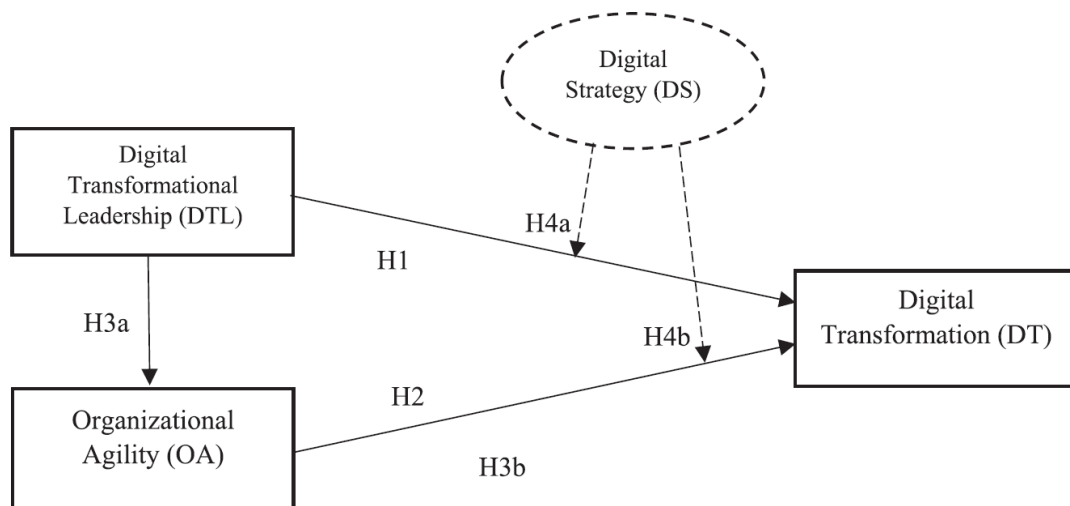 Digital
Strategy (DS)
Digital
Transformational
Leadership (DTL)
H4a
H1
Digital
Transformation (DT)
H3a
H4b
H2
Organizational
Agility (OA)
H3b